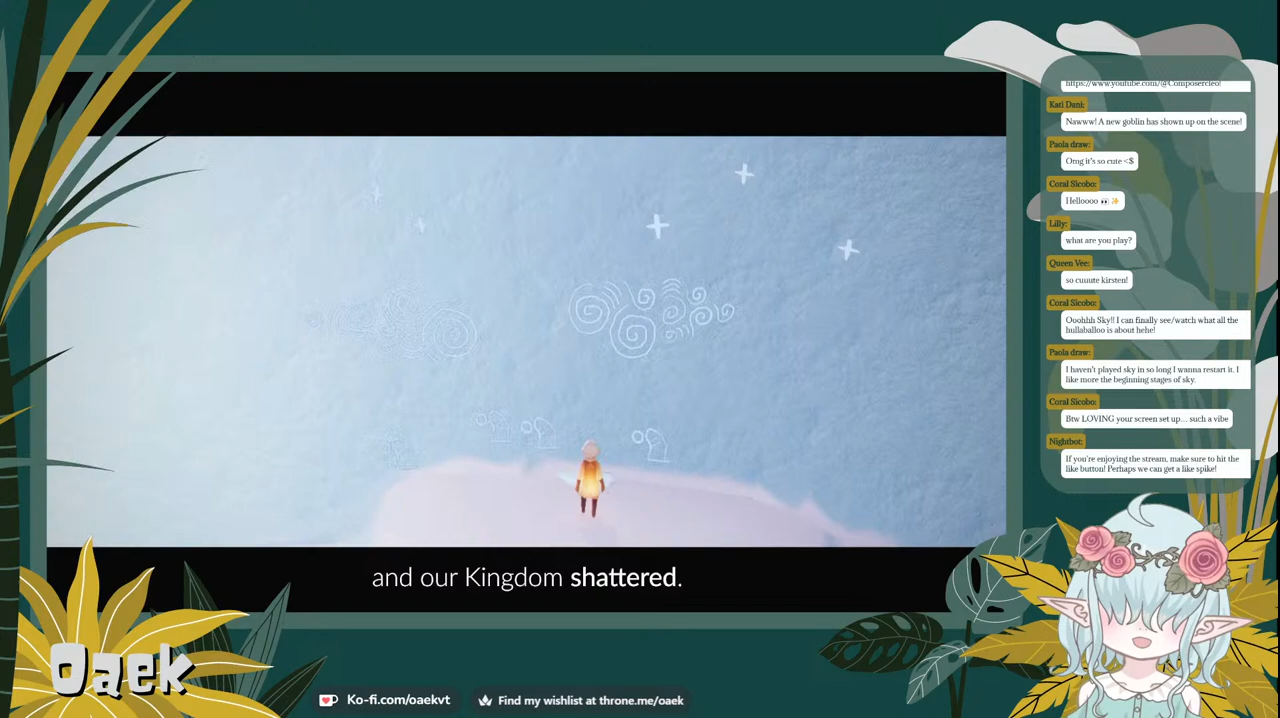 https://www.youtube.com/@Composercleo!
Kati Dani:
Nawww! A new goblin has shown up on the scene!
Paola draw:
Omg it's so cute <$
Coral Sicobo:
Helloooo 👀✨
Lilly:
what are you play?
Queen Vee:
so cuuute kirsten!
Coral Sicobo:
Ooohhh Sky!! I can finally see/watch what all the
hullaballoo is about hehe!
Paola draw:
I haven't played sky in so long I wanna restart it. I
like more the beginning stages of sky.
Coral Sicobo:
Btw LOVING your screen set up... such a vibe
Nightbot:
If you're enjoying the stream, make sure to hit the
like button! Perhaps we can get a like spike!
and our Kingdom shattered.
Oaek
Ko-fi.com/oaekvt
Find my wishlist at throne.me/oaek